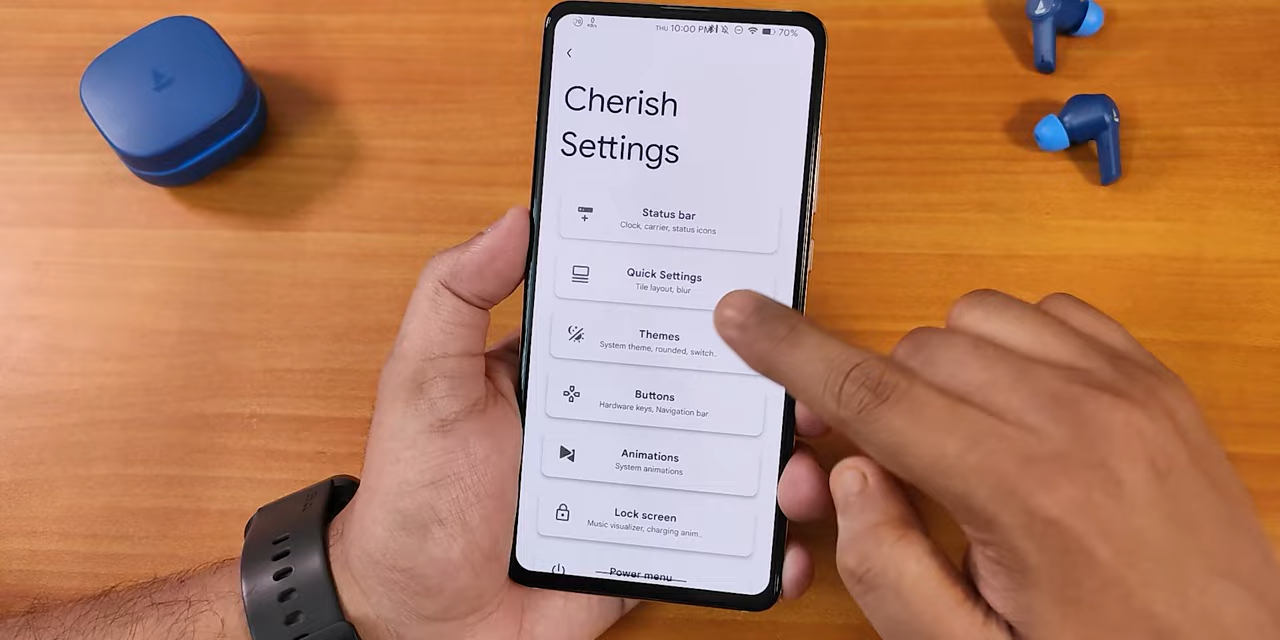 THU 10:00 PM 70%
Cherish
Settings
Status bar
Clock, carrier, status icons
Quick Settings
Tile layout, blur
Themes
System theme, rounded, switch..
Buttons
Hardware keys, Navigation bar
Animations
System animations
Lock screen
Music visualizer, charging anim..
Power menu